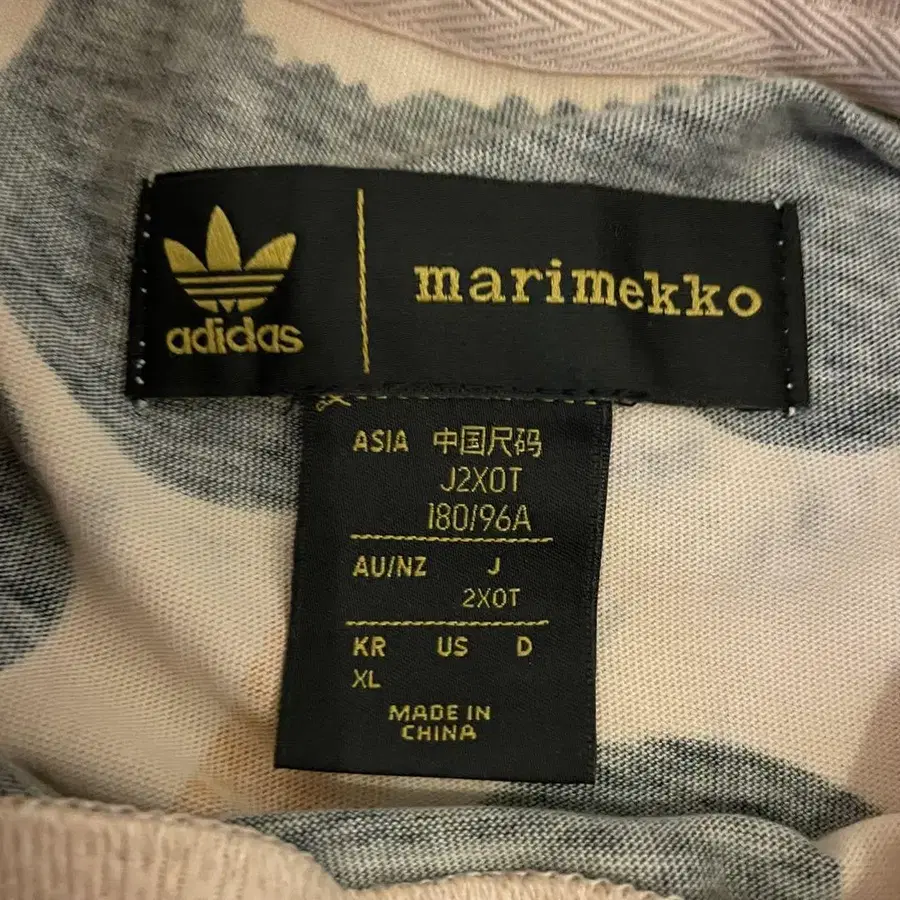 adidas
marimekko
ASIA 中国尺码
J2XOT
180/96A
AU/NZ J
2XOT
KR US D
XL
MADE IN
CHINA